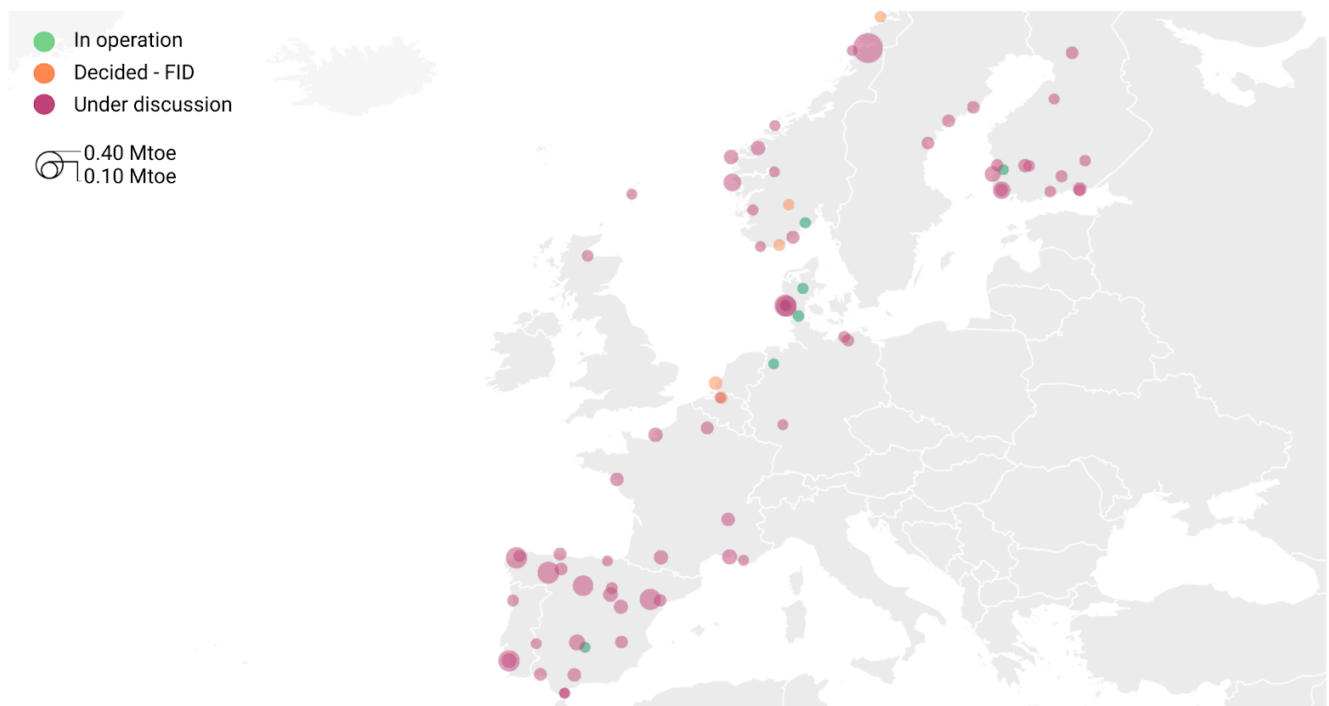 In operation
Decided - FID
Under discussion
0.40 Mtoe
0.10 Mtoe